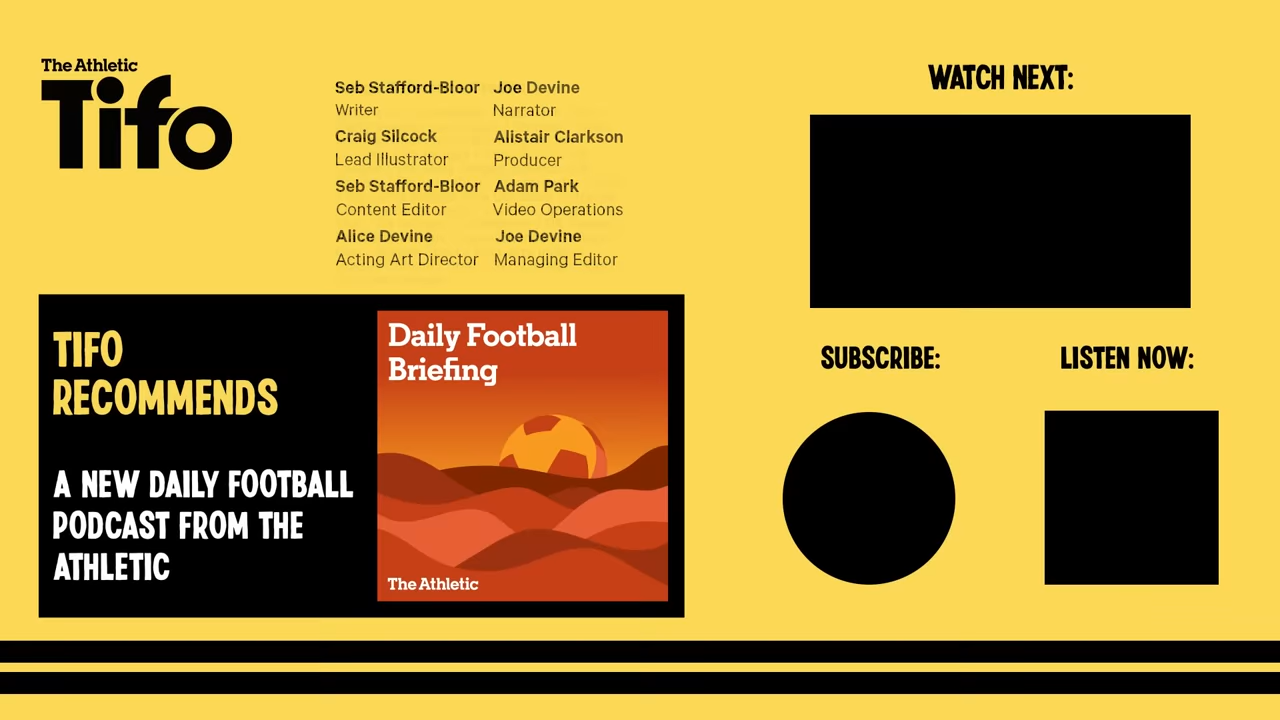 The Athletic
Tifo
Seb Stafford-Bloor
Writer
Craig Silcock
Lead Illustrator
Seb Stafford-Bloor
Content Editor
Alice Devine
Acting Art Director
Joe Devine
Narrator
Alistair Clarkson
Producer
Adam Park
Video Operations
Joe Devine
Managing Editor
TIFO
RECOMMENDS
A NEW DAILY FOOTBALL
PODCAST FROM THE
ATHLETIC
Daily Football
Briefing
The Athletic
WATCH NEXT:
SUBSCRIBE:
LISTEN NOW: